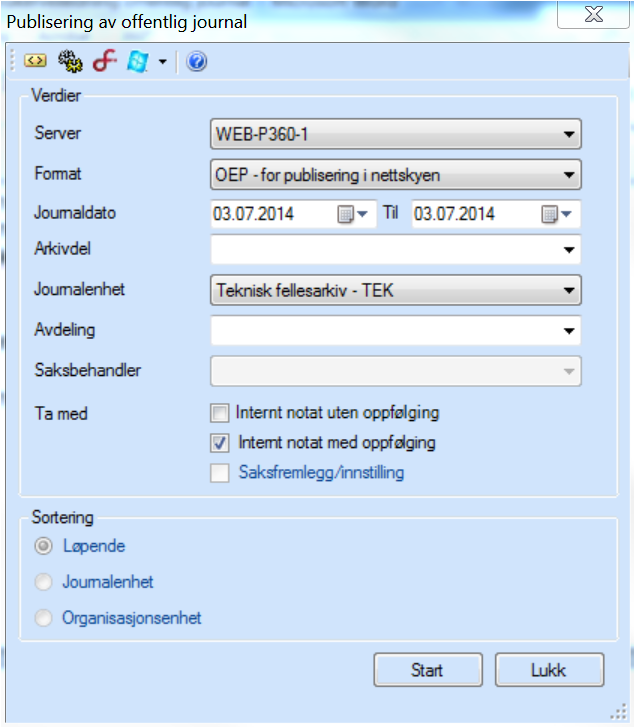 Publisering av offentlig journal
Verdier
Server WEB-P360-1
Format OEP - for publisering i nettskyen
Journaldato 03.07.2014 Til 03.07.2014
Arkivdel
Journalenhet Teknisk fellesarkiv - TEK
Avdeling
Saksbehandler
Ta med Internt notat uten oppfølging
Internt notat med oppfølging
Saksfremlegg/innstilling
Sortering
Løpende
Journalenhet
Organisasjonsenhet
Start Lukk